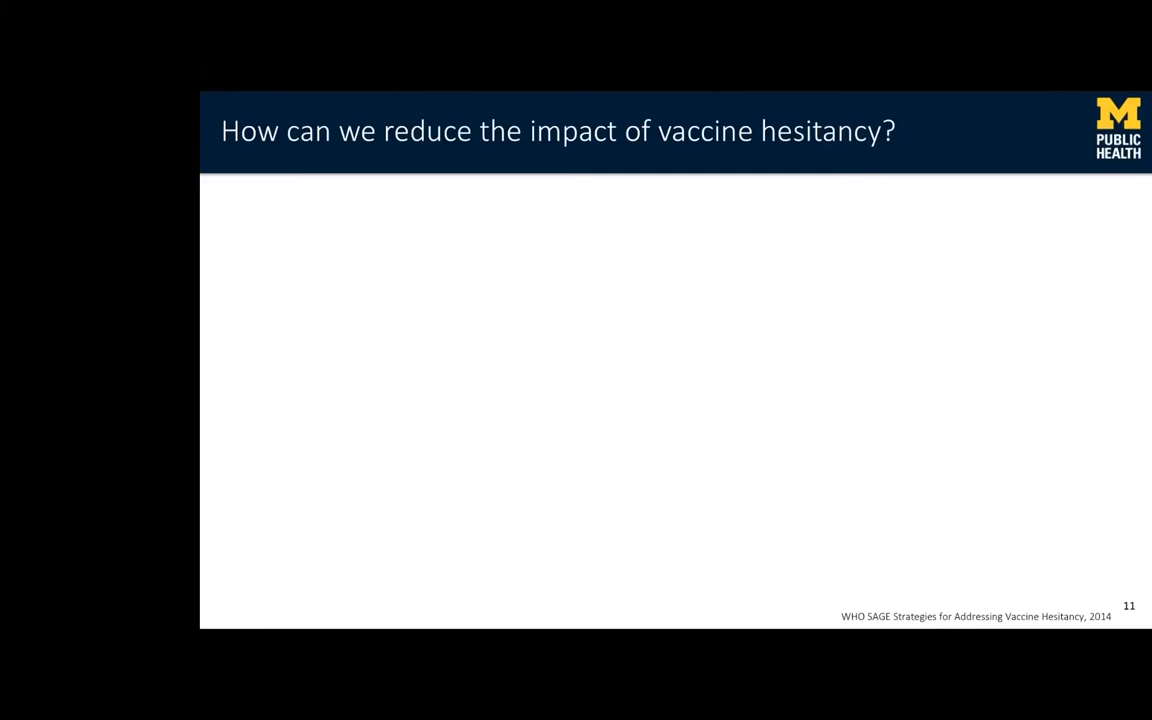 How can we reduce the impact of vaccine hesitancy?
M
PUBLIC
HEALTH
11
WHO SAGE Strategies for Addressing Vaccine Hesitancy, 2014